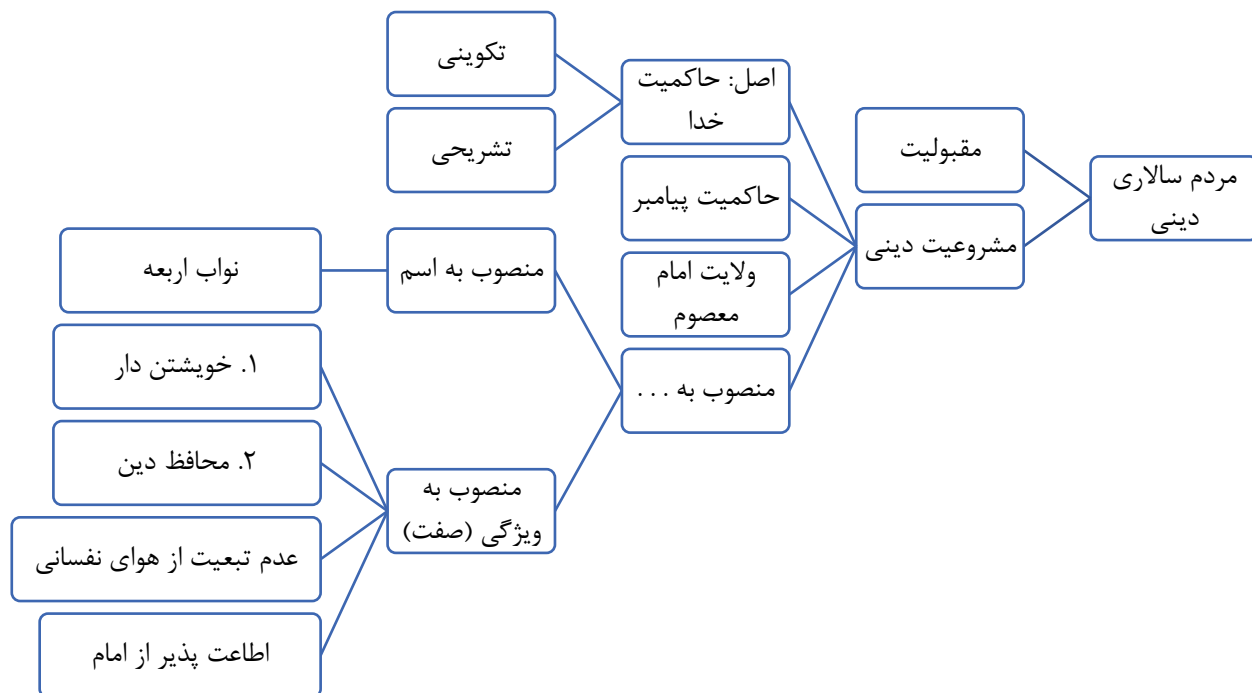 مردم سالاری
دینی
مقبولیت
مشروعیت دینی
اصل: حاکمیت
خدا
حاکمیت پیامبر
ولایت امام
معصوم
منصوب به ...
تکوینی
تشریحی
منصوب به اسم
منصوب به
ویژگی (صفت)
نواب اربعه
۱. خویشتن دار
۲. محافظ دین
عدم تبعیت از هوای نفسانی
اطاعت پذیر از امام